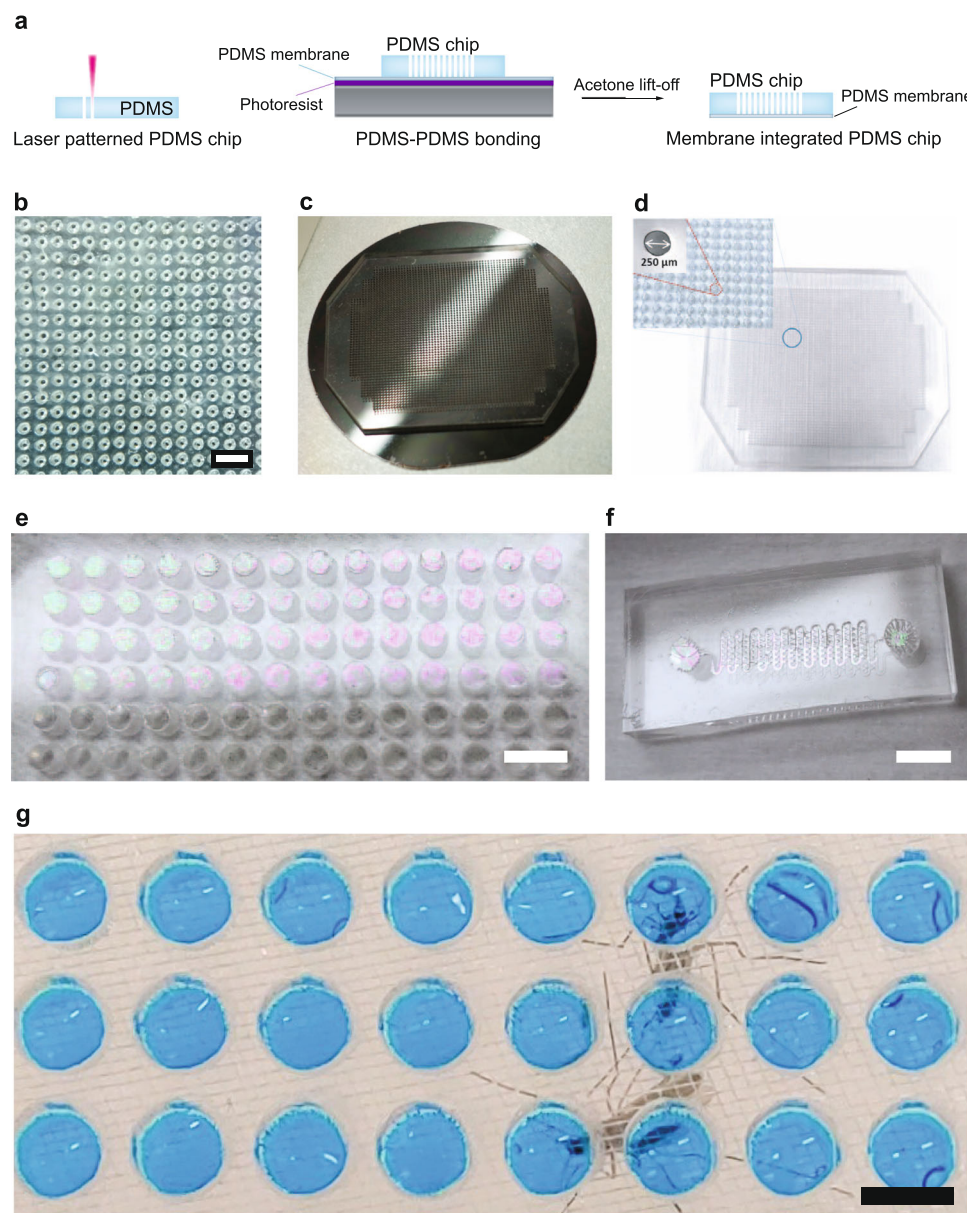 a
PDMS
Laser patterned PDMS chip
PDMS membrane
Photoresist
PDMS chip
PDMS-PDMS bonding
Acetone lift-off
PDMS chip
PDMS membrane
Membrane integrated PDMS chip
b
c
d
250 µm
e
f
g